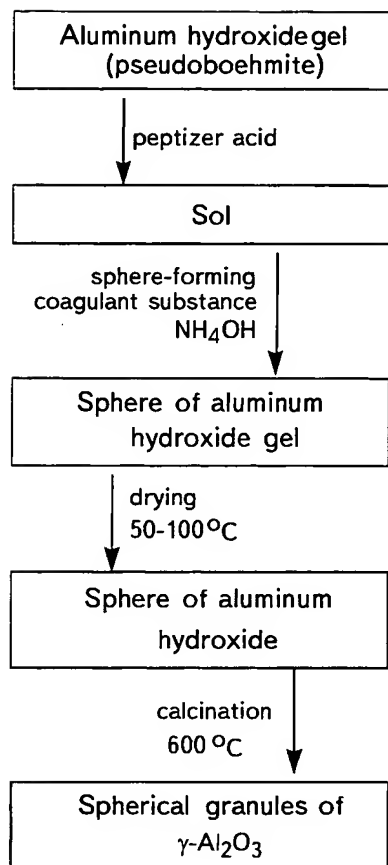 Aluminum hydroxidegel
(pseudoboehmite)
peptizer acid
Sol
sphere-forming
coagulant substance
NH₄OH
Sphere of aluminum
hydroxide gel
drying
50-100°C
Sphere of aluminum
hydroxide
calcination
600 °C
Spherical granules of
γ-Al₂O₃